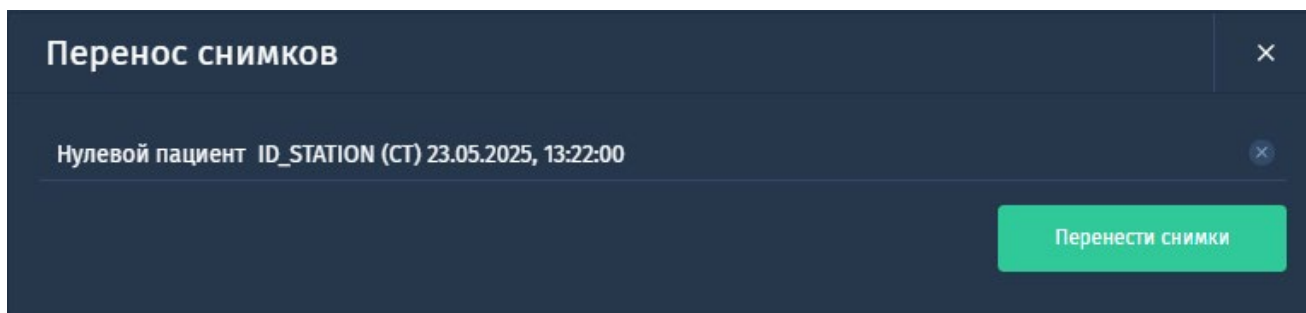 Перенос снимков
Нулевой пациент ID_STATION (CT) 23.05.2025, 13:22:00
Перенести снимки